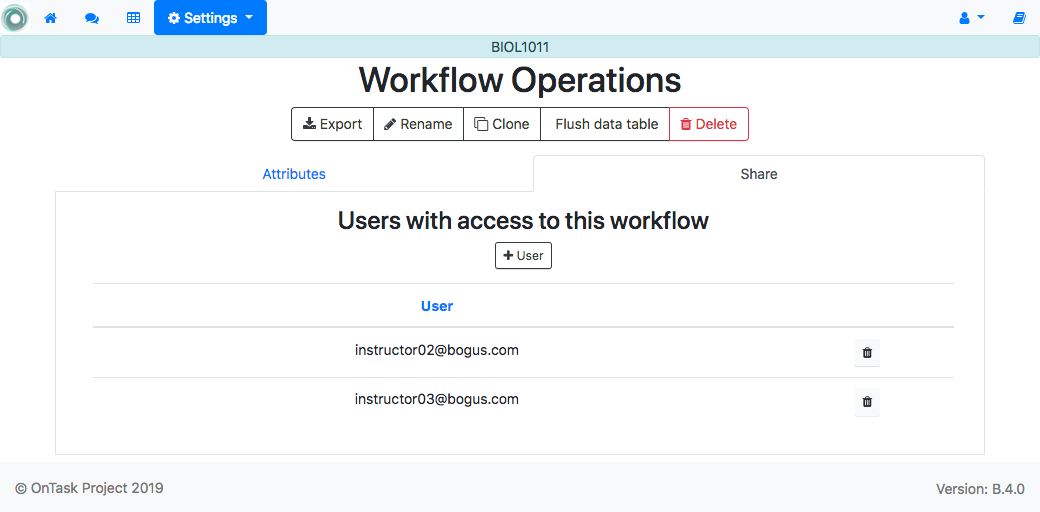 Settings
BIOL1011
Workflow Operations
Export Rename Clone Flush data table Delete
Attributes Share
Users with access to this workflow
+ User
User
instructor02@bogus.com
instructor03@bogus.com
© OnTask Project 2019 Version: B.4.0